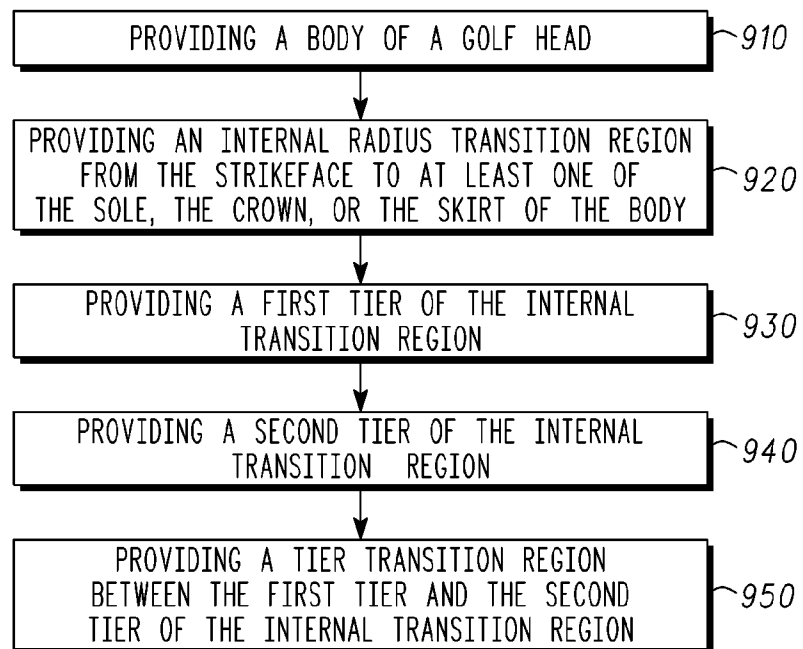 PROVIDING A BODY OF A GOLF HEAD
910
PROVIDING AN INTERNAL RADIUS TRANSITION REGION
FROM THE STRIKEFACE TO AT LEAST ONE OF
THE SOLE, THE CROWN, OR THE SKIRT OF THE BODY
920
PROVIDING A FIRST TIER OF THE INTERNAL
TRANSITION REGION
930
PROVIDING A SECOND TIER OF THE INTERNAL
TRANSITION REGION
940
PROVIDING A TIER TRANSITION REGION
BETWEEN THE FIRST TIER AND THE SECOND
TIER OF THE INTERNAL TRANSITION REGION
950